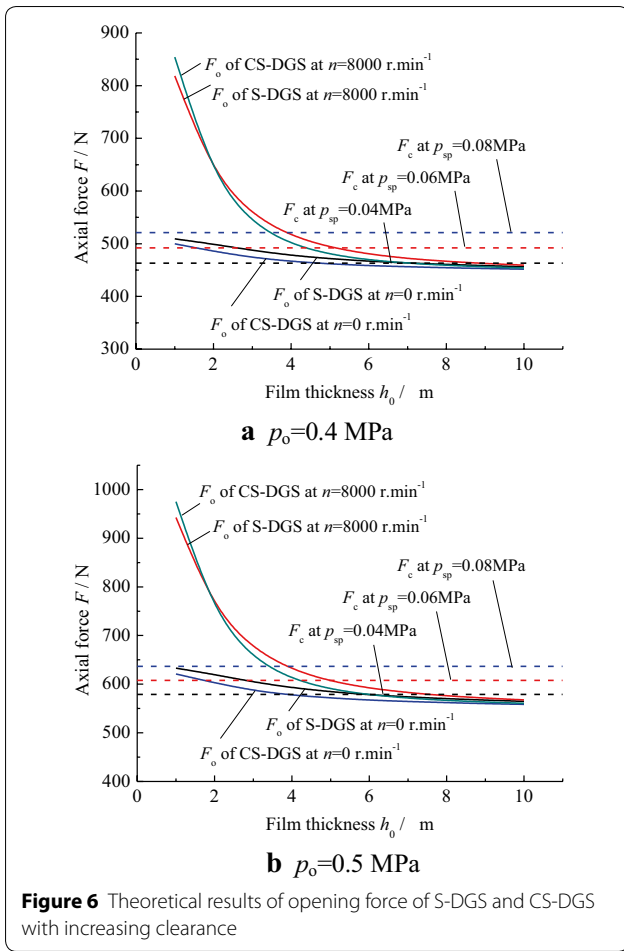 900
F_o of CS-DGS at n=8000 r.min⁻¹
800
F_o of S-DGS at n=8000 r.min⁻¹
700
F_c at p_sp=0.08MPa
Axial force F / N
600
F_c at p_sp=0.06MPa
F_c at p_sp=0.04MPa
500
400
F_o of S-DGS at n=0 r.min⁻¹
F_o of CS-DGS at n=0 r.min⁻¹
300
0 2 4 6 8 10
Film thickness h_0 / m
a p_o=0.4 MPa
1000
F_o of CS-DGS at n=8000 r.min⁻¹
900
F_o of S-DGS at n=8000 r.min⁻¹
800
F_c at p_sp=0.08MPa
Axial force F / N
700
F_c at p_sp=0.06MPa
F_c at p_sp=0.04MPa
600
500
F_o of S-DGS at n=0 r.min⁻¹
F_o of CS-DGS at n=0 r.min⁻¹
400
0 2 4 6 8 10
Film thickness h_0 / m
b p_o=0.5 MPa
Figure 6 Theoretical results of opening force of S-DGS and CS-DGS
with increasing clearance